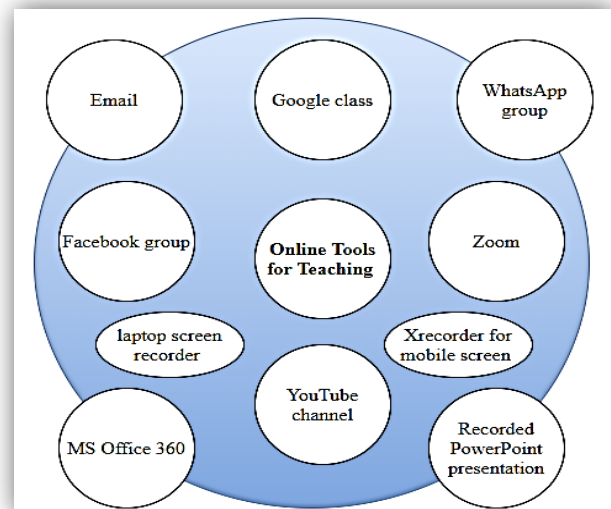 Email
Google class
WhatsApp
group
Facebook group
Online Tools
for Teaching
Zoom
laptop screen
recorder
Xrecorder for
mobile screen
YouTube
channel
MS Office 360
Recorded
PowerPoint
presentation